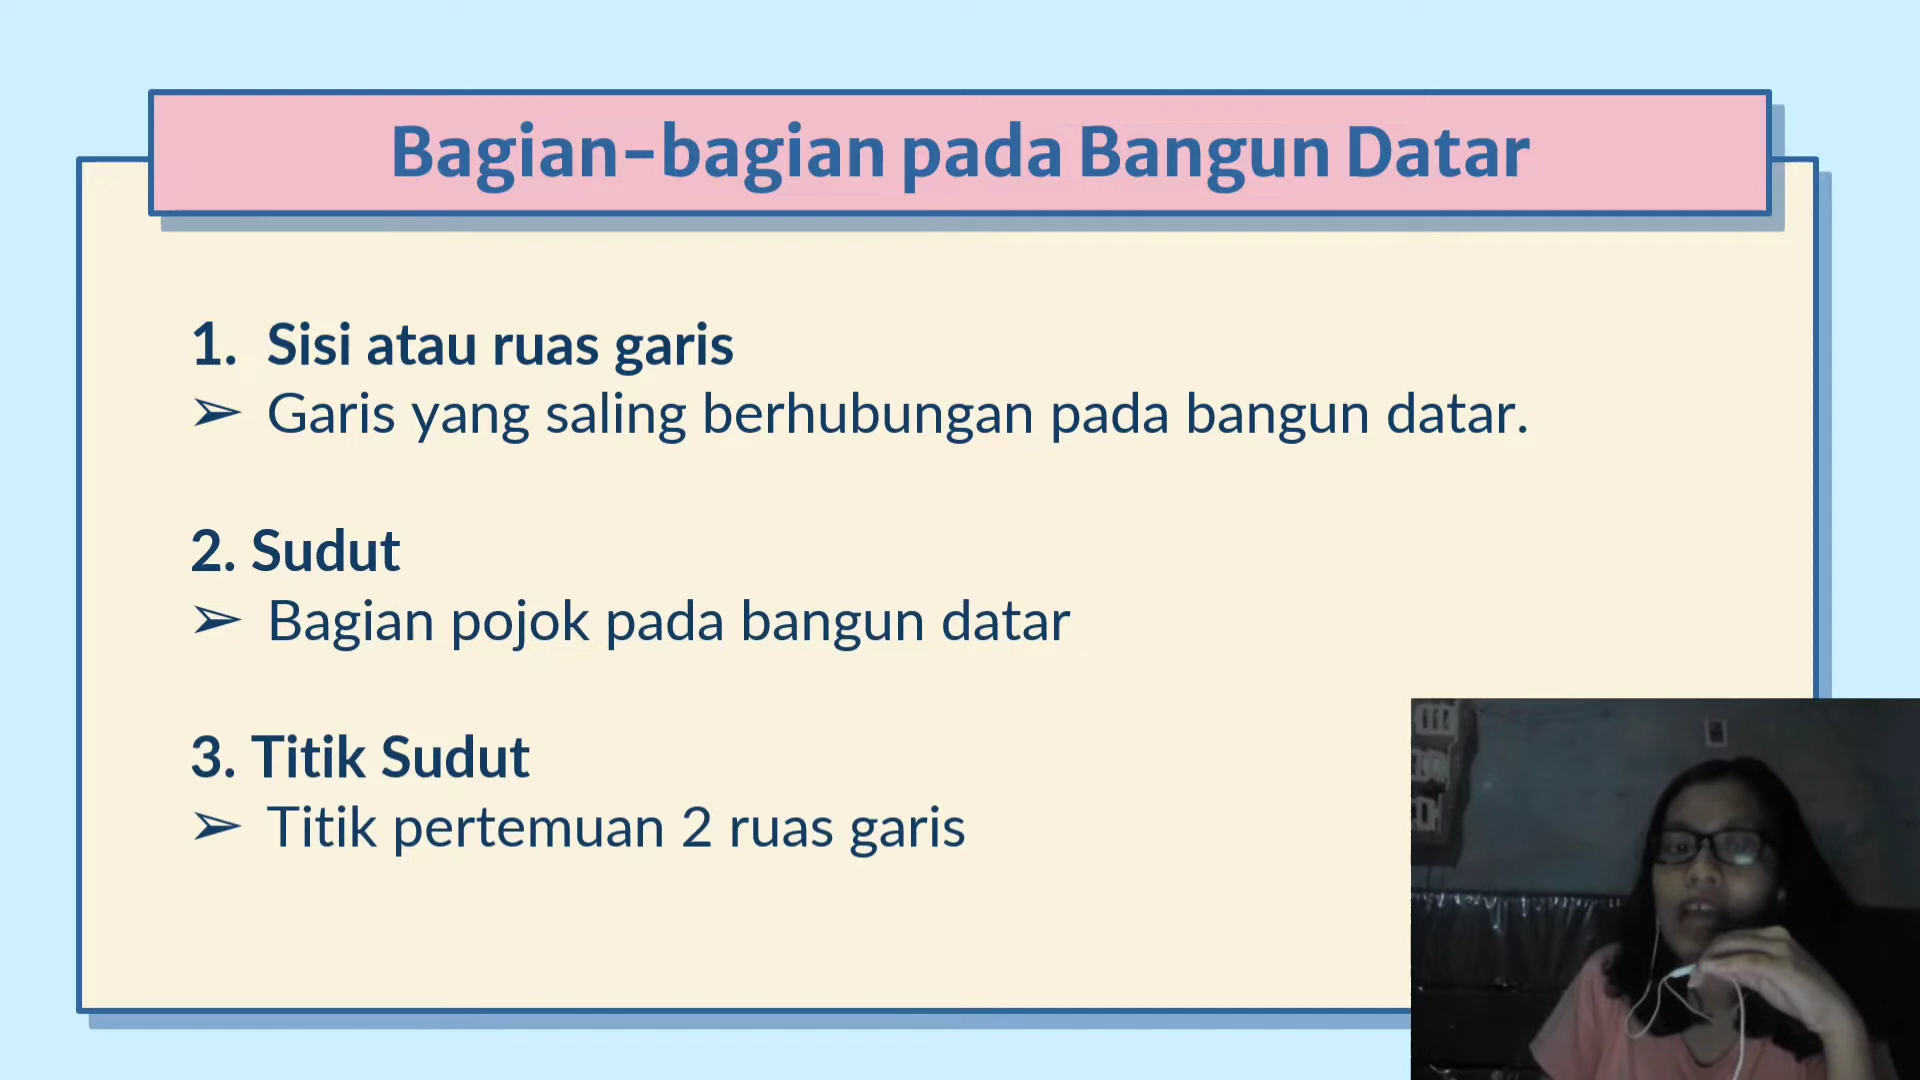 Bagian-bagian pada Bangun Datar
1. Sisi atau ruas garis
➢ Garis yang saling berhubungan pada bangun datar.
2. Sudut
➢ Bagian pojok pada bangun datar
3. Titik Sudut
➢ Titik pertemuan 2 ruas garis